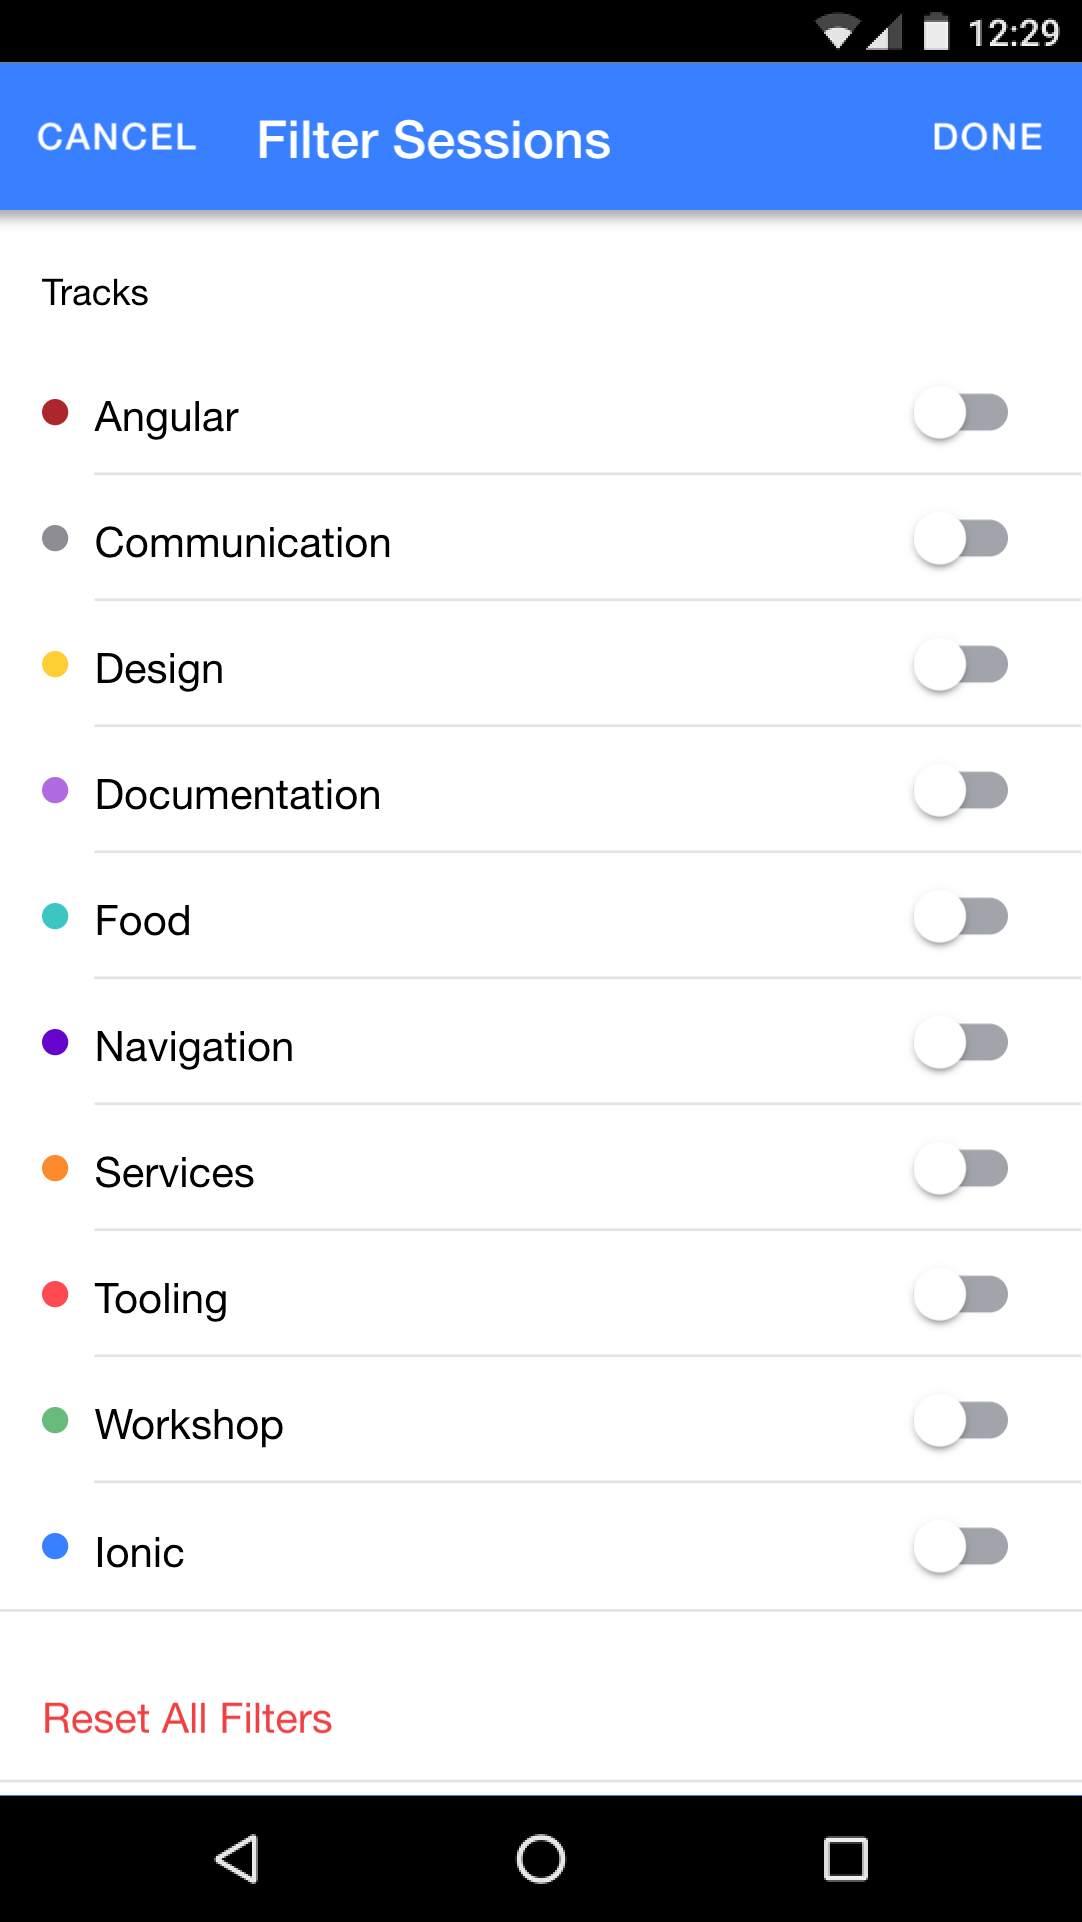 12:29
CANCEL Filter Sessions DONE
Tracks
Angular
Communication
Design
Documentation
Food
Navigation
Services
Tooling
Workshop
Ionic
Reset All Filters